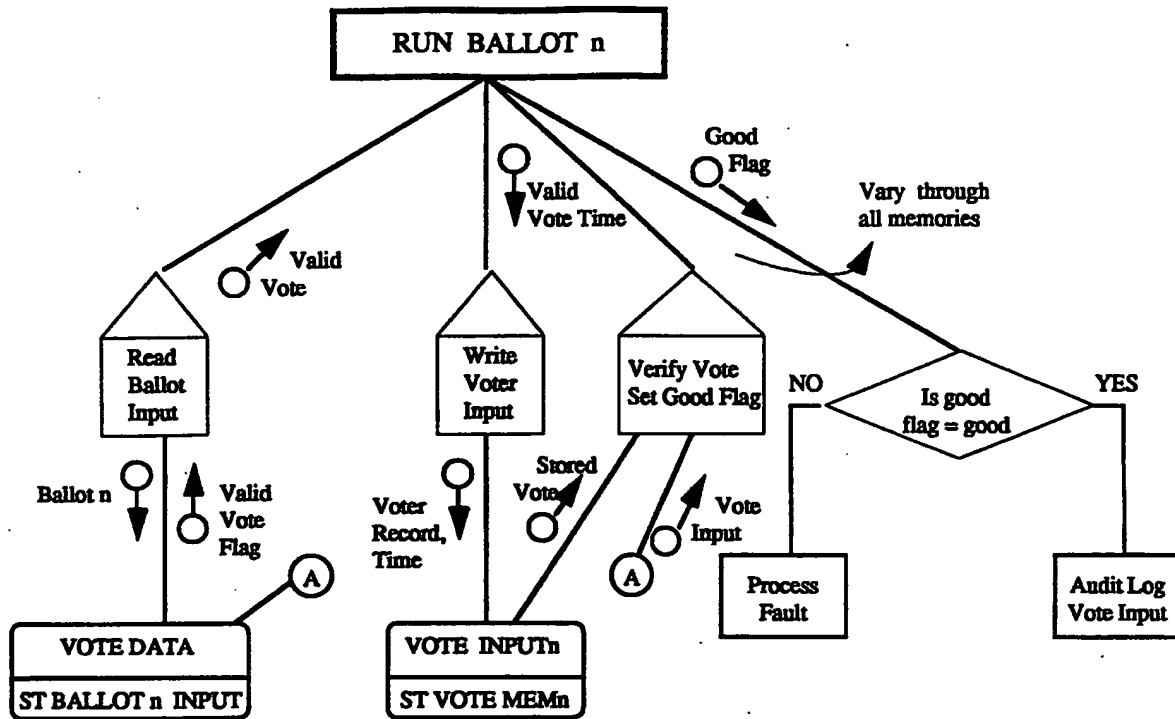 RUN BALLOT n
Good
Flag
Vary through
all memories
Valid
Vote Time
Valid
Vote
Read
Ballot
Input
Write
Voter
Input
Verify Vote
Set Good Flag
NO
YES
Is good
flag = good
Ballot n
Valid
Vote
Flag
Voter
Record,
Time
Stored
Vote
Vote
Input
A
A
Process
Fault
Audit Log
Vote Input
VOTE DATA
ST BALLOT n INPUT
VOTE INPUTn
ST VOTE MEMn